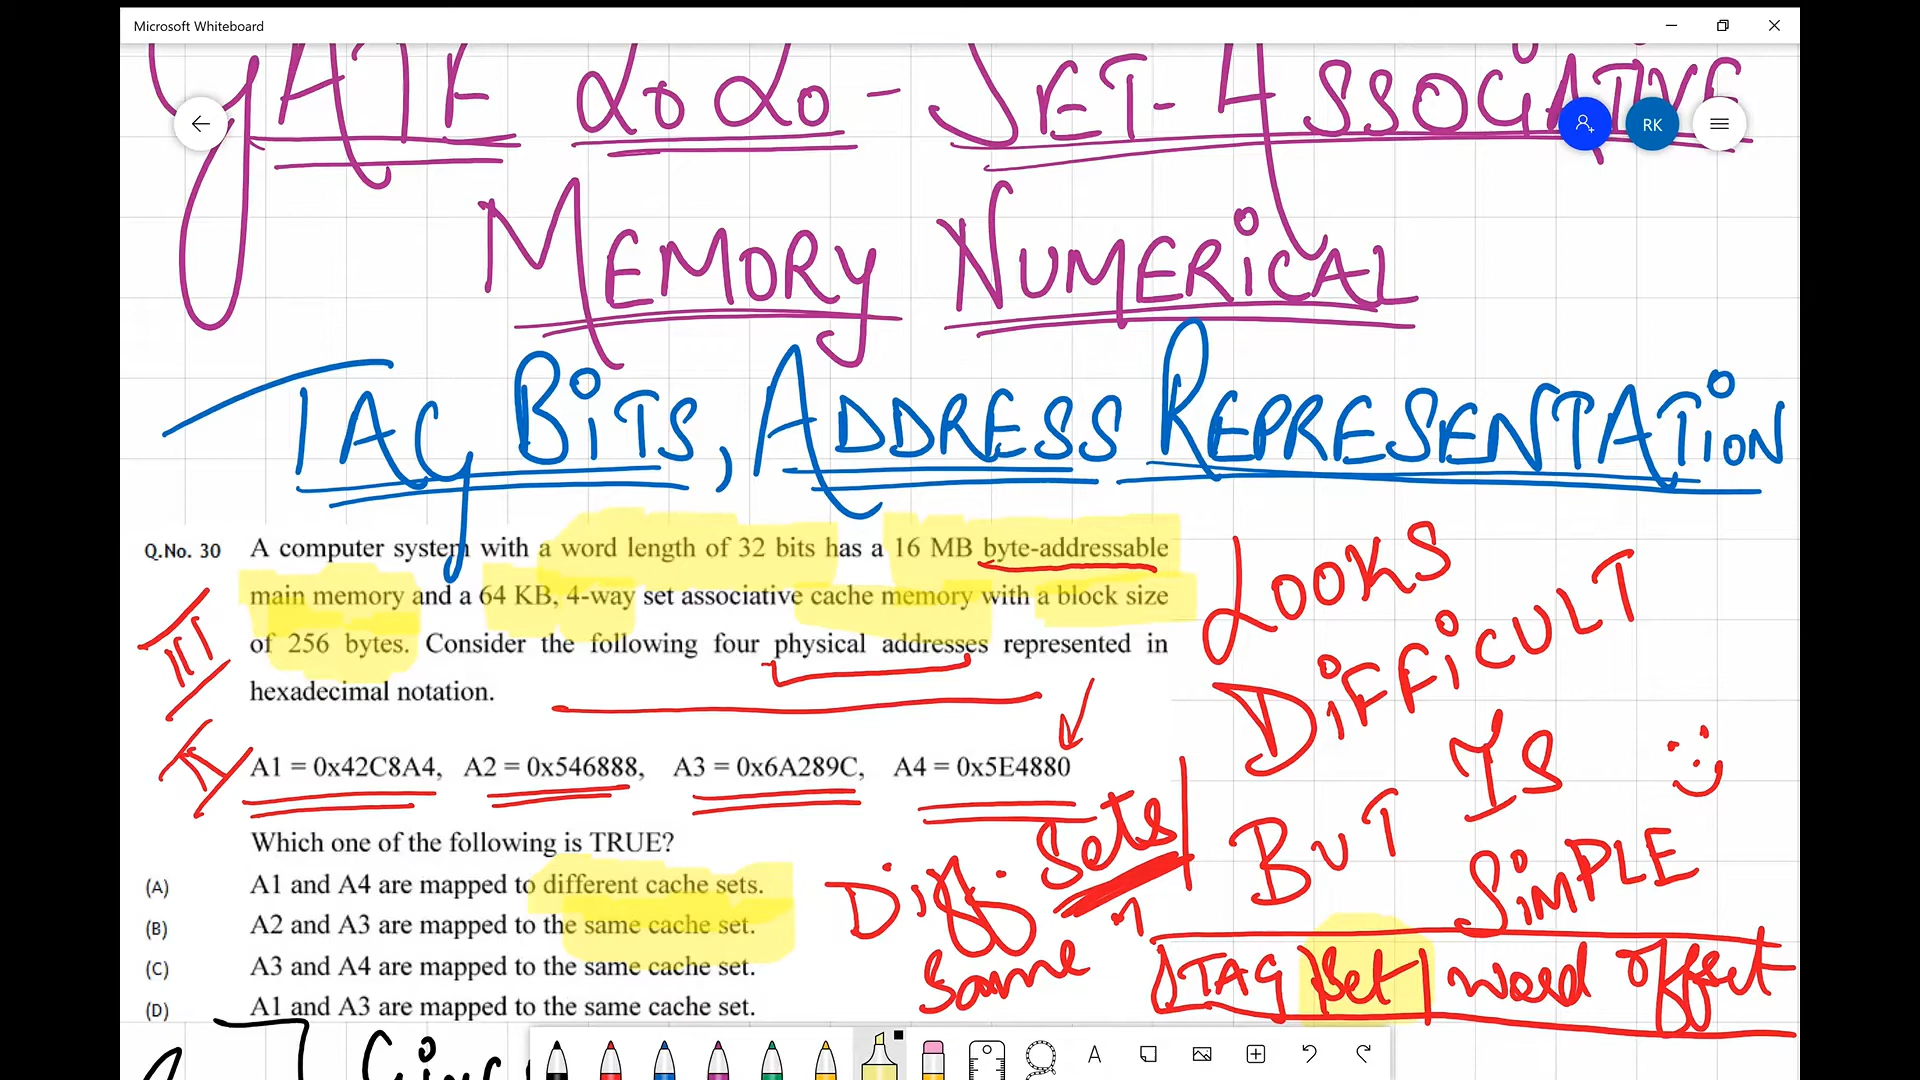 Microsoft Whiteboard
GATE 2020 - SET-ASSOCIATIVE
RK
MEMORY NUMERICAL
TAG BITS, ADDRESS REPRESENTATION
Q.No. 30 A computer system with a word length of 32 bits has a 16 MB byte-addressable
main memory and a 64 KB, 4-way set associative cache memory with a block size
of 256 bytes. Consider the following four physical addresses represented in
hexadecimal notation.
A1 = 0x42C8A4, A2 = 0x546888, A3 = 0x6A289C, A4 = 0x5E4880
Which one of the following is TRUE?
(A) A1 and A4 are mapped to different cache sets.
(B) A2 and A3 are mapped to the same cache set.
(C) A3 and A4 are mapped to the same cache set.
(D) A1 and A3 are mapped to the same cache set.
LOOKS
DIFFICULT
IS
BUT
SIMPLE
Diff. Sets
Same
TAG Set Word Offset
A